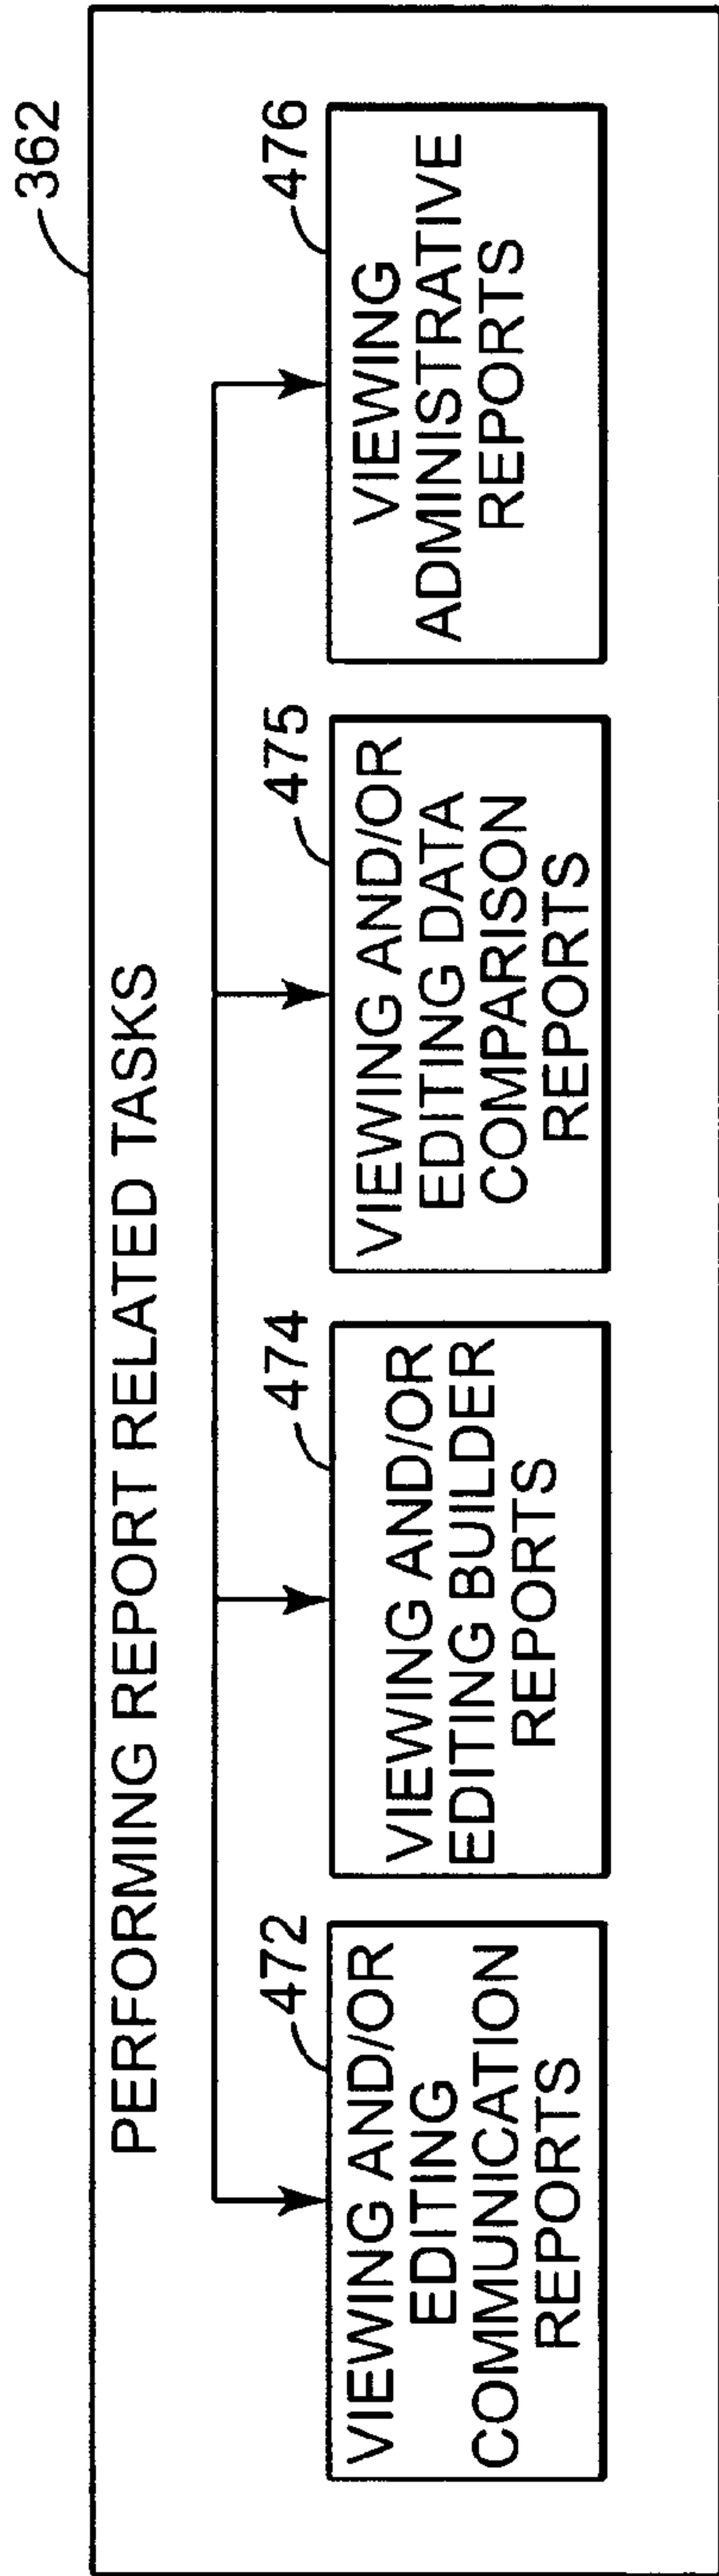 362
PERFORMING REPORT RELATED TASKS
472
VIEWING AND/OR
EDITING
COMMUNICATION
REPORTS
474
VIEWING AND/OR
EDITING BUILDER
REPORTS
475
VIEWING AND/OR
EDITING DATA
COMPARISON
REPORTS
476
VIEWING
ADMINISTRATIVE
REPORTS